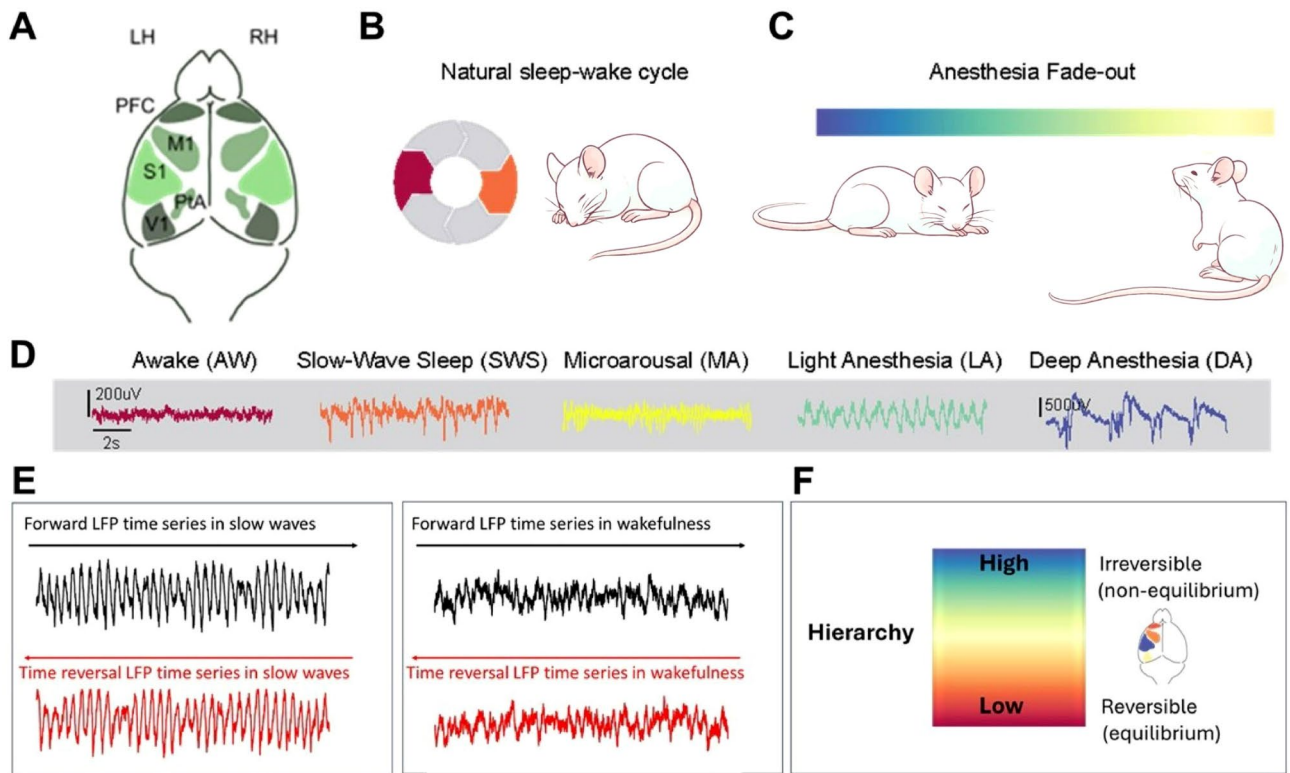 A
LH
RH
PFC
M1
S1
PtA
V1
B
Natural sleep-wake cycle
C
Anesthesia Fade-out
D
Awake (AW)
Slow-Wave Sleep (SWS)
Microarousal (MA)
Light Anesthesia (LA)
Deep Anesthesia (DA)
200uV
2s
500uV
E
Forward LFP time series in slow waves
Time reversal LFP time series in slow waves
Forward LFP time series in wakefulness
Time reversal LFP time series in wakefulness
F
Hierarchy
High
Low
Irreversible
(non-equilibrium)
Reversible
(equilibrium)